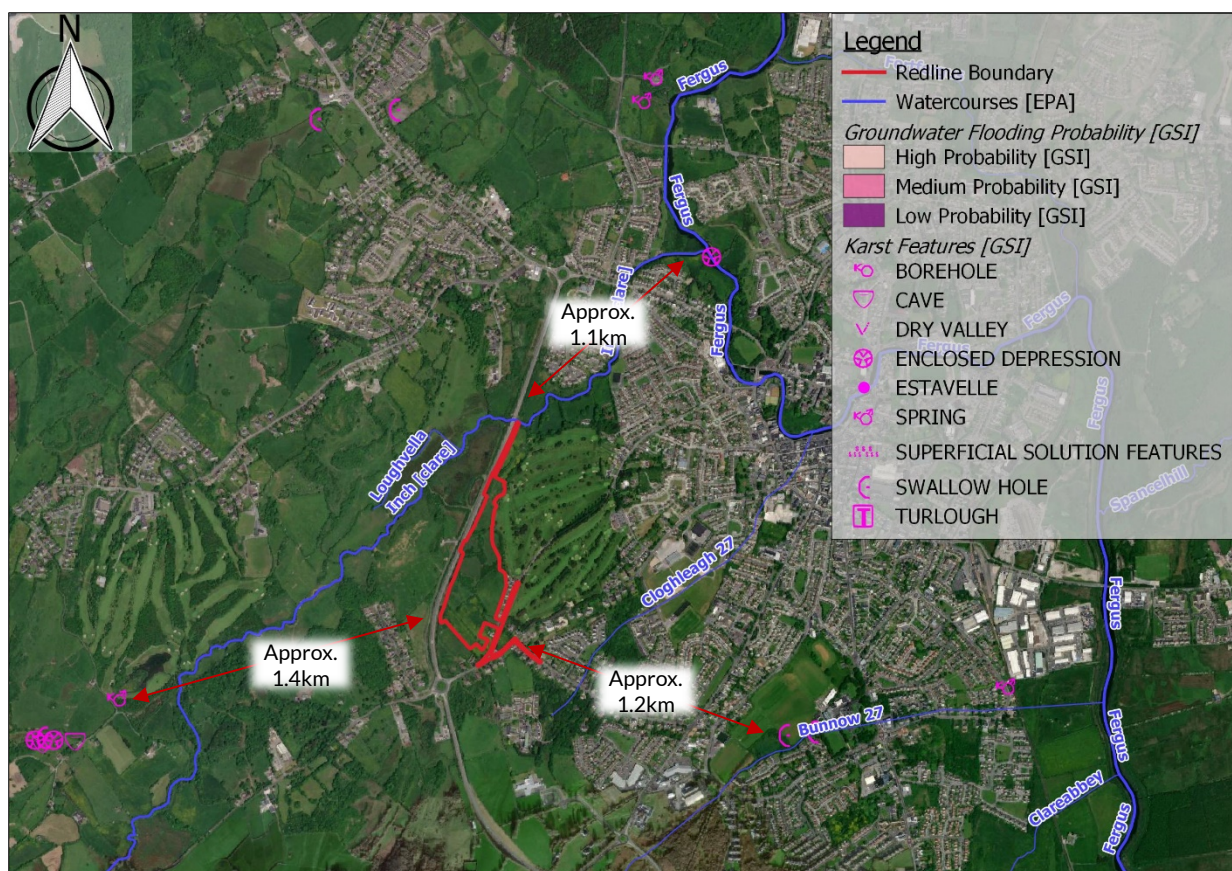 N
Legend
Redline Boundary
Watercourses [EPA]
Groundwater Flooding Probability [GSI]
High Probability [GSI]
Medium Probability [GSI]
Low Probability [GSI]
Karst Features [GSI]
BOREHOLE
CAVE
DRY VALLEY
ENCLOSED DEPRESSION
ESTAVELLE
SPRING
SUPERFICIAL SOLUTION FEATURES
SWALLOW HOLE
TURLOUGH
Fergus
Fergus
Fergus
Fergus
Fergus
Fergus
Fergus
Fergus
Spancelhill
Approx.
1.1km
Loughvella
Inch [clare]
Cloghleagh 27
Approx.
1.4km
Approx.
1.2km
Bunnow 27
Clareabbey